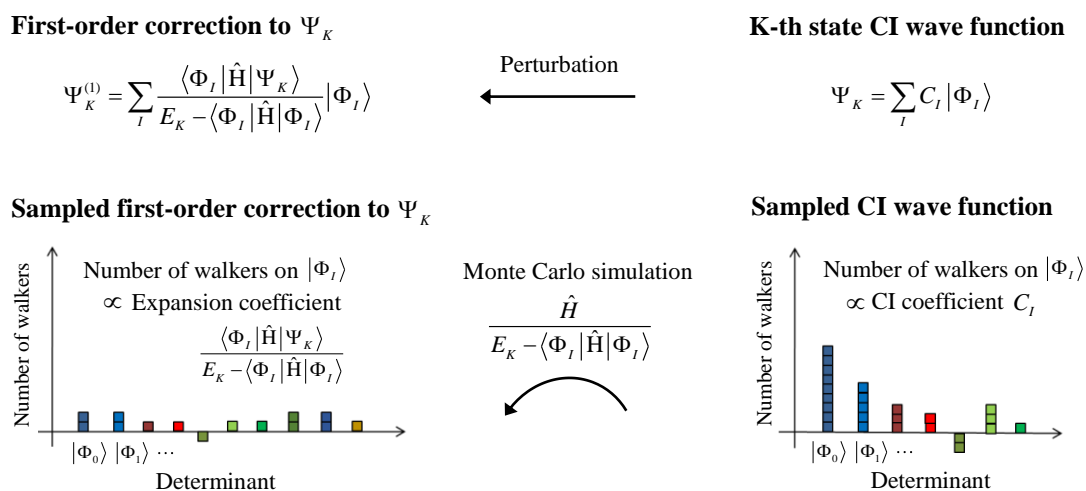 First-order correction to Ψ_K
K-th state CI wave function
Perturbation
Ψ_K^{(1)} = ∑_I ⟨Φ_I|Ĥ|Ψ_K⟩ / (E_K − ⟨Φ_I|Ĥ|Φ_I⟩) |Φ_I⟩
Ψ_K = ∑_I C_I |Φ_I⟩
Sampled first-order correction to Ψ_K
Sampled CI wave function
Number of walkers
Number of walkers on |Φ_I⟩
∝ Expansion coefficient
⟨Φ_I|Ĥ|Ψ_K⟩ / (E_K − ⟨Φ_I|Ĥ|Φ_I⟩)
|Φ_0⟩ |Φ_1⟩ ⋯
Determinant
Monte Carlo simulation
Ĥ / (E_K − ⟨Φ_I|Ĥ|Φ_I⟩)
Number of walkers
Number of walkers on |Φ_I⟩
∝ CI coefficient C_I
|Φ_0⟩ |Φ_1⟩ ⋯
Determinant